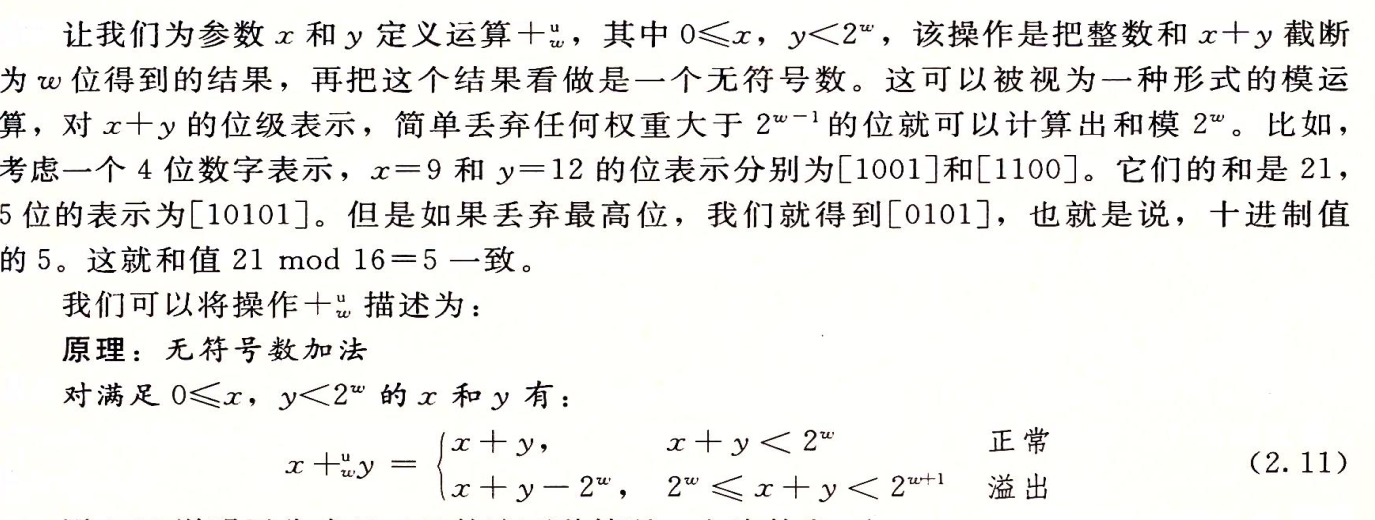 让我们为参数 x 和 y 定义运算+ᵘ_w，其中 0≤x，y<2^w，该操作是把整数和 x+y 截断
为 w 位得到的结果，再把这个结果看做是一个无符号数。这可以被视为一种形式的模运
算，对 x+y 的位级表示，简单丢弃任何权重大于 2^{w-1} 的位就可以计算出和模 2^w。比如，
考虑一个 4 位数字表示，x=9 和 y=12 的位表示分别为[1001]和[1100]。它们的和是 21，
5 位的表示为[10101]。但是如果丢弃最高位，我们就得到[0101]，也就是说，十进制值
的 5。这就和值 21 mod 16=5 一致。
我们可以将操作+ᵘ_w 描述为：
原理：无符号数加法
对满足 0≤x，y<2^w 的 x 和 y 有：
x +ᵘ_w y = { x+y, x+y<2^w 正常
x+y-2^w, 2^w≤x+y<2^{w+1} 溢出 (2.11)